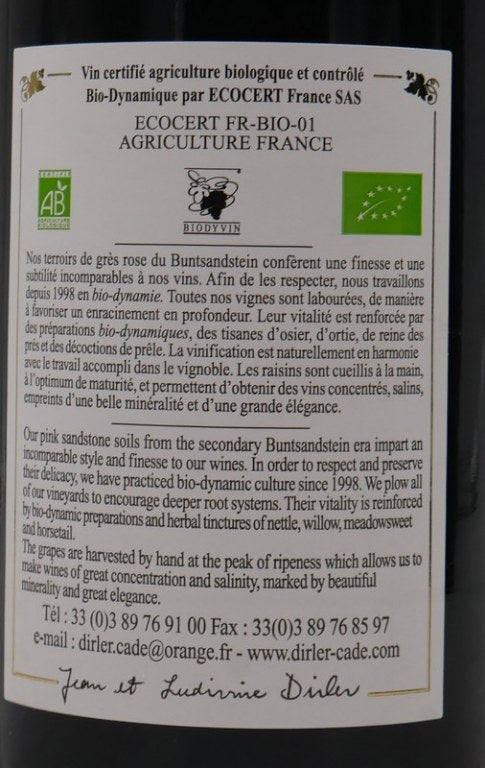 Vin certifié agriculture biologique et contrôlé
Bio-Dynamique par ECOCERT France SAS
ECOCERT FR-BIO-01
AGRICULTURE FRANCE
CERTIFIÉ
AB
AGRICULTURE
BIOLOGIQUE
BIODYVIN
Nos terroirs de grès rose du Buntsandstein confèrent une finesse et une
subtilité incomparables à nos vins. Afin de les respecter, nous travaillons
depuis 1998 en bio-dynamie. Toutes nos vignes sont labourées, de manière
à favoriser un enracinement en profondeur. Leur vitalité est renforcée par
des préparations bio-dynamiques, des tisanes d'osier, d'ortie, de reine des
prés et des décoctions de prêle. La vinification est naturellement en harmonie
avec le travail accompli dans le vignoble. Les raisins sont cueillis à la main,
à l'optimum de maturité, et permettent d'obtenir des vins concentrés, salins,
empreints d'une belle minéralité et d'une grande élégance.
Our pink sandstone soils from the secondary Buntsandstein era impart an
incomparable style and finesse to our wines. In order to respect and preserve
their delicacy, we have practiced bio-dynamic culture since 1998. We plow all
of our vineyards to encourage deeper root systems. Their vitality is reinforced
by bio-dynamic preparations and herbal tinctures of nettle, willow, meadowsweet
and horsetail.
The grapes are harvested by hand at the peak of ripeness which allows us to
make wines of great concentration and salinity, marked by beautiful
minerality and great elegance.
Tél : 33 (0)3 89 76 91 00 Fax : 33(0)3 89 76 85 97
e-mail : dirler.cade@orange.fr - www.dirler-cade.com
Jean et Ludivine Dirler